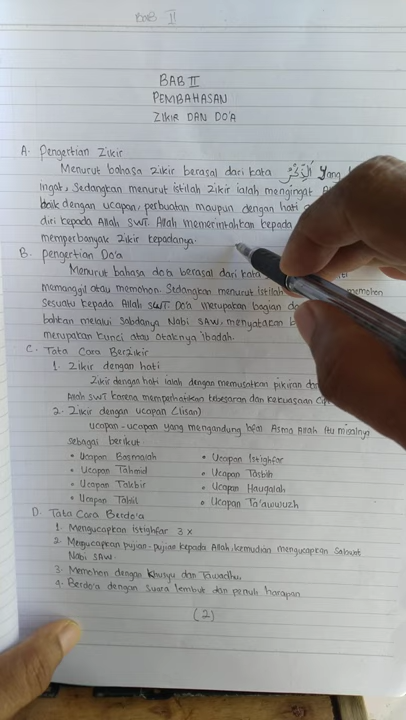 BAB II
BAB II
PEMBAHASAN
ZIKIR DAN DO'A
A. Pengertian Zikir
Menurut bahasa zikir berasal dari kata الذِّكْرُ yang
ingat, sedangkan menurut istilah zikir ialah mengingat
baik dengan ucapan, perbuatan maupun dengan hati
diri kepada Allah SWT. Allah memerintahkan kepada
memperbanyak zikir kepadanya.
B. Pengertian Do'a
Menurut bahasa do'a berasal dari kata
memanggil atau memohon. Sedangkan menurut istilah memohon
sesuatu kepada Allah SWT. Do'a merupakan bagian
bahkan melalui sabdanya Nabi SAW. menyatakan
merupakan kunci atau otaknya ibadah.
C. Tata Cara Berzikir
1. Zikir dengan hati
Zikir dengan hati ialah dengan memusatkan pikiran
Allah SWT karena memperhatikan kebesaran dan kekuasaan
2. Zikir dengan ucapan (lisan)
ucapan-ucapan yang mengandung lafal Asma Allah itu misalnya
sebagai berikut
• Ucapan Basmalah • Ucapan Istighfar
• Ucapan Tahmid • Ucapan Tasbih
• Ucapan Takbir • Ucapan Hauqalah
• Ucapan Tahlil • Ucapan Ta'awwuzh
D. Tata Cara Berdo'a
1. Mengucapkan Istighfar 3x
2. Mengucapkan pujian-pujian kepada Allah, kemudian mengucapkan Salawat
Nabi SAW.
3. Memohon dengan Khusyu dan Tawadhu,
4. Berdo'a dengan suara lembut dan penuh harapan
(2)